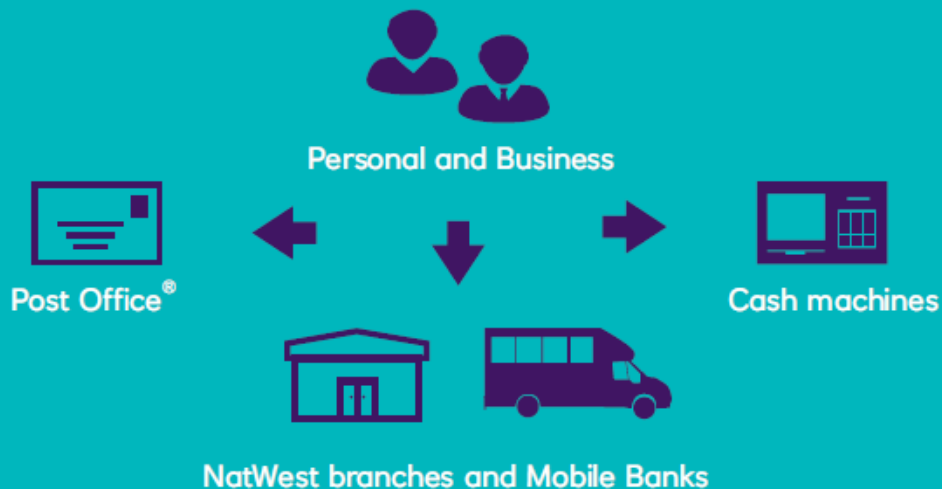 Personal and Business
Post Office®
Cash machines
NatWest branches and Mobile Banks